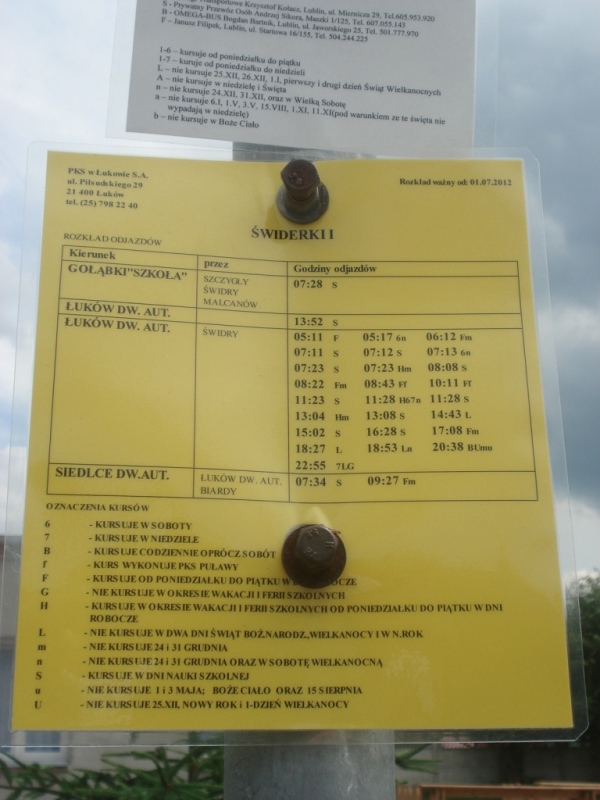 Transportowe Krzysztof Kołacz, Lublin, ul. Miernicza 29, Tel.605.953.920
S - Prywatny Przewóz Osób Andrzej Sikora, Maszki 1/125, Tel. 607.055.143
B - OMEGA-BUS Bogdan Bartnik, Lublin, ul. Jaworskiego 25, Tel. 501.777.970
F - Janusz Filipek, Lublin, ul. Startowa 16/155, Tel. 504.244.225
1-6 – kursuje od poniedziałku do piątku
1-7 – kuruje od poniedziałku do niedzieli
L – nie kursuje 25.XII, 26.XII, 1.I, pierwszy i drugi dzień Świąt Wielkanocnych
A – nie kursuje w niedzielę i Święta
n – nie kursuje 24.XII, 31.XII, oraz w Wielką Sobotę
a – nie kursuje 6.I, 1.V, 3.V, 15.VIII, 1.XI, 11.XI(pod warunkiem ze te święta nie
wypadają w niedzielę)
b – nie kursuje w Boże Ciało
PKS w Łukowie S.A.
ul. Piłsudskiego 29
21 400 Łuków
tel. (25) 798 22 40
Rozkład ważny od: 01.07.2012
ŚWIDERKI I
ROZKŁAD ODJAZDÓW
Kierunek przez Godziny odjazdów
GOŁĄBKI"SZKOŁA" SZCZYGŁY 07:28 S
ŚWIDRY
MALCANÓW
ŁUKÓW DW. AUT. 13:52 S
ŁUKÓW DW. AUT. ŚWIDRY 05:11 F 05:17 6n 06:12 Fm
07:11 S 07:12 S 07:13 6n
07:23 S 07:23 Hm 08:08 S
08:22 Fm 08:43 Ff 10:11 Ff
11:23 S 11:28 H67n 11:28 S
13:04 Hm 13:08 S 14:43 L
15:02 S 16:28 S 17:08 Fm
18:27 L 18:53 Ln 20:38 BUmu
22:55 7LG
SIEDLCE DW.AUT. ŁUKÓW DW. AUT. 07:34 S 09:27 Fm
BIARDY
OZNACZENIA KURSÓW
6 - KURSUJE W SOBOTY
7 - KURSUJE W NIEDZIELE
B - KURSUJE CODZIENNIE OPRÓCZ SOBÓT
f - KURS WYKONUJE PKS PUŁAWY
F - KURSUJE OD PONIEDZIAŁKU DO PIĄTKU W
G - NIE KURSUJE W OKRESIE WAKACJI I FERII SZKOLNYCH
H - KURSUJE W OKRESIE WAKACJI I FERII SZKOLNYCH OD PONIEDZIAŁKU DO PIĄTKU W DNI
ROBOCZE
L - NIE KURSUJE W DWA DNI ŚWIĄT BOŻ.NARODZ.,WIELKANOCY I W N.ROK
m - NIE KURSUJE 24 i 31 GRUDNIA
n - NIE KURSUJE 24 i 31 GRUDNIA ORAZ W SOBOTĘ WIELKANOCNĄ
S - KURSUJE W DNI NAUKI SZKOLNEJ
u - NIE KURSUJE 1 i 3 MAJA; BOŻE CIAŁO ORAZ 15 SIERPNIA
U - NIE KURSUJE 25.XII, NOWY ROK i 1-DZIEŃ WIELKANOCY